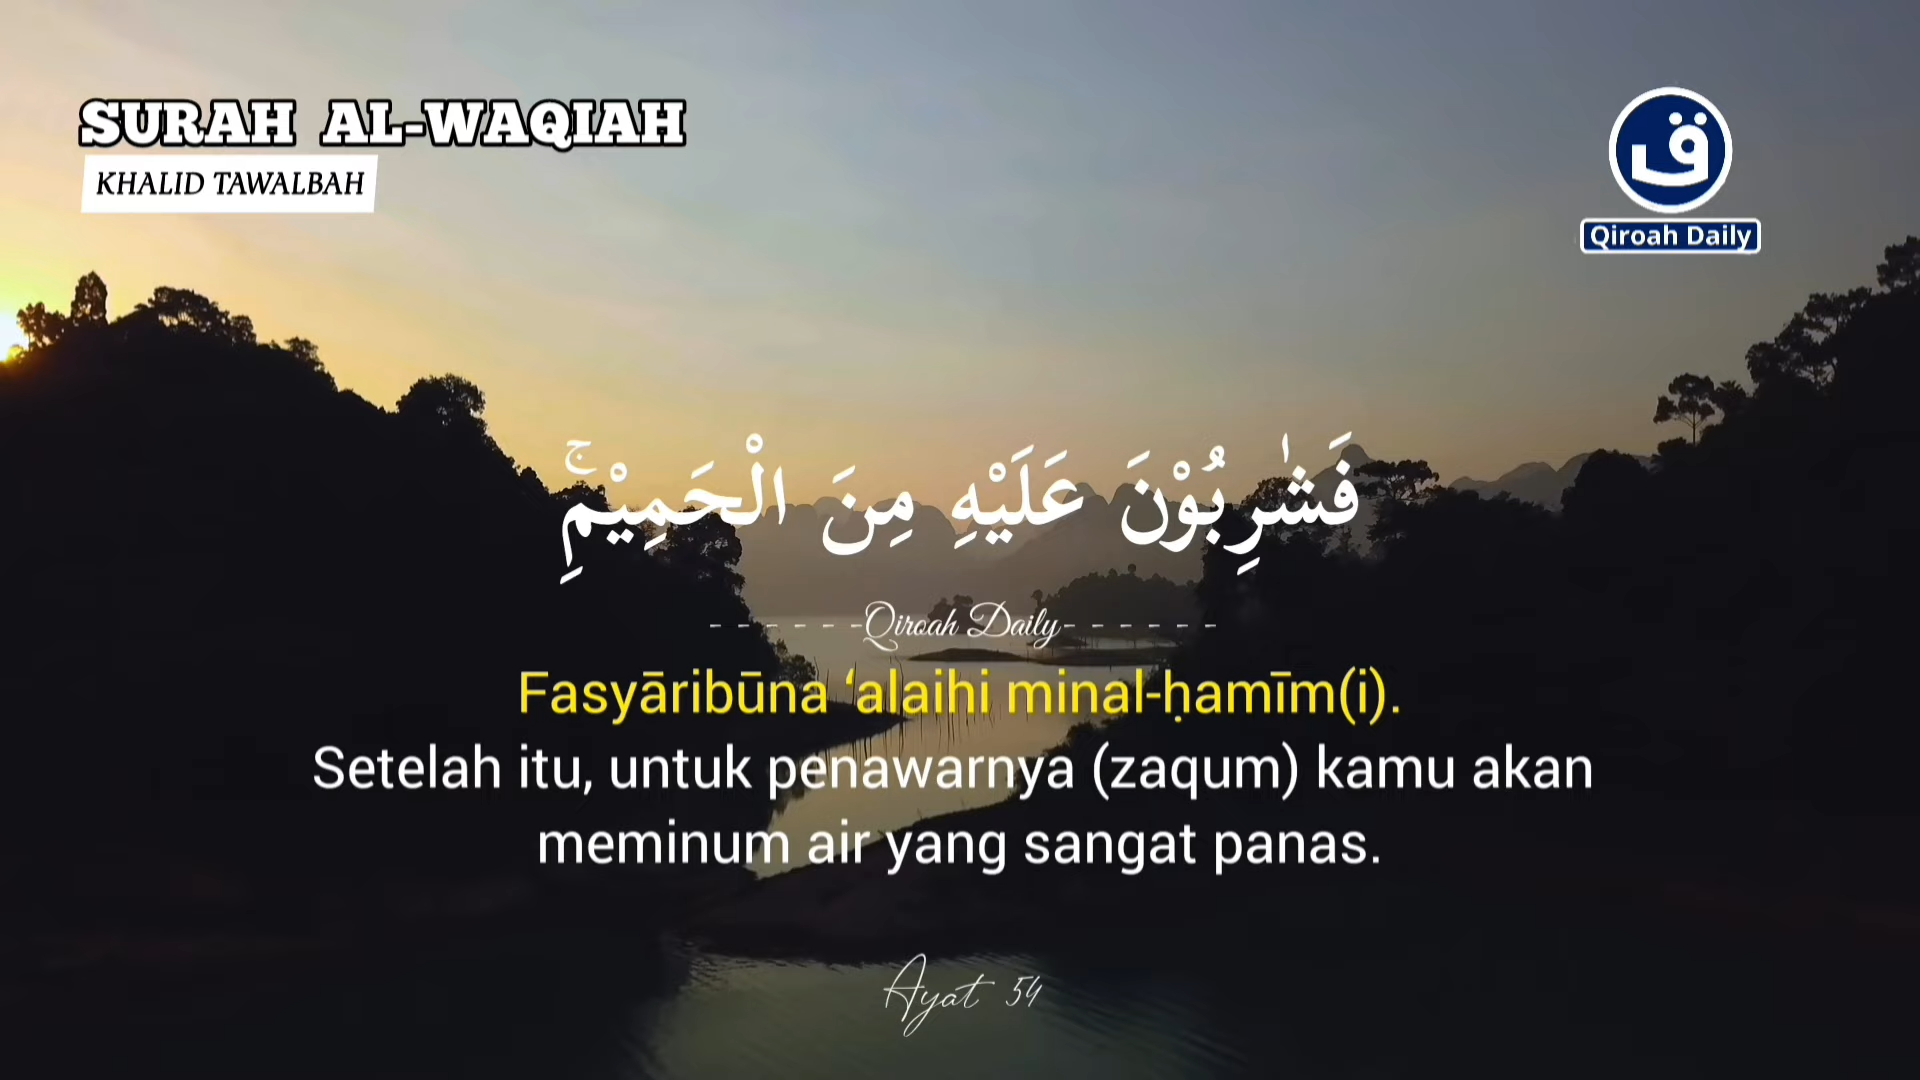 SURAH AL-WAQIAH
KHALID TAWALBAH
ق
Qiroah Daily
فَشٰرِبُوْنَ عَلَيْهِ مِنَ الْحَمِيْمِۚ
------Qiroah Daily------
Fasyāribūna ‘alaihi minal-ḥamīm(i).
Setelah itu, untuk penawarnya (zaqum) kamu akan
meminum air yang sangat panas.
Ayat 54